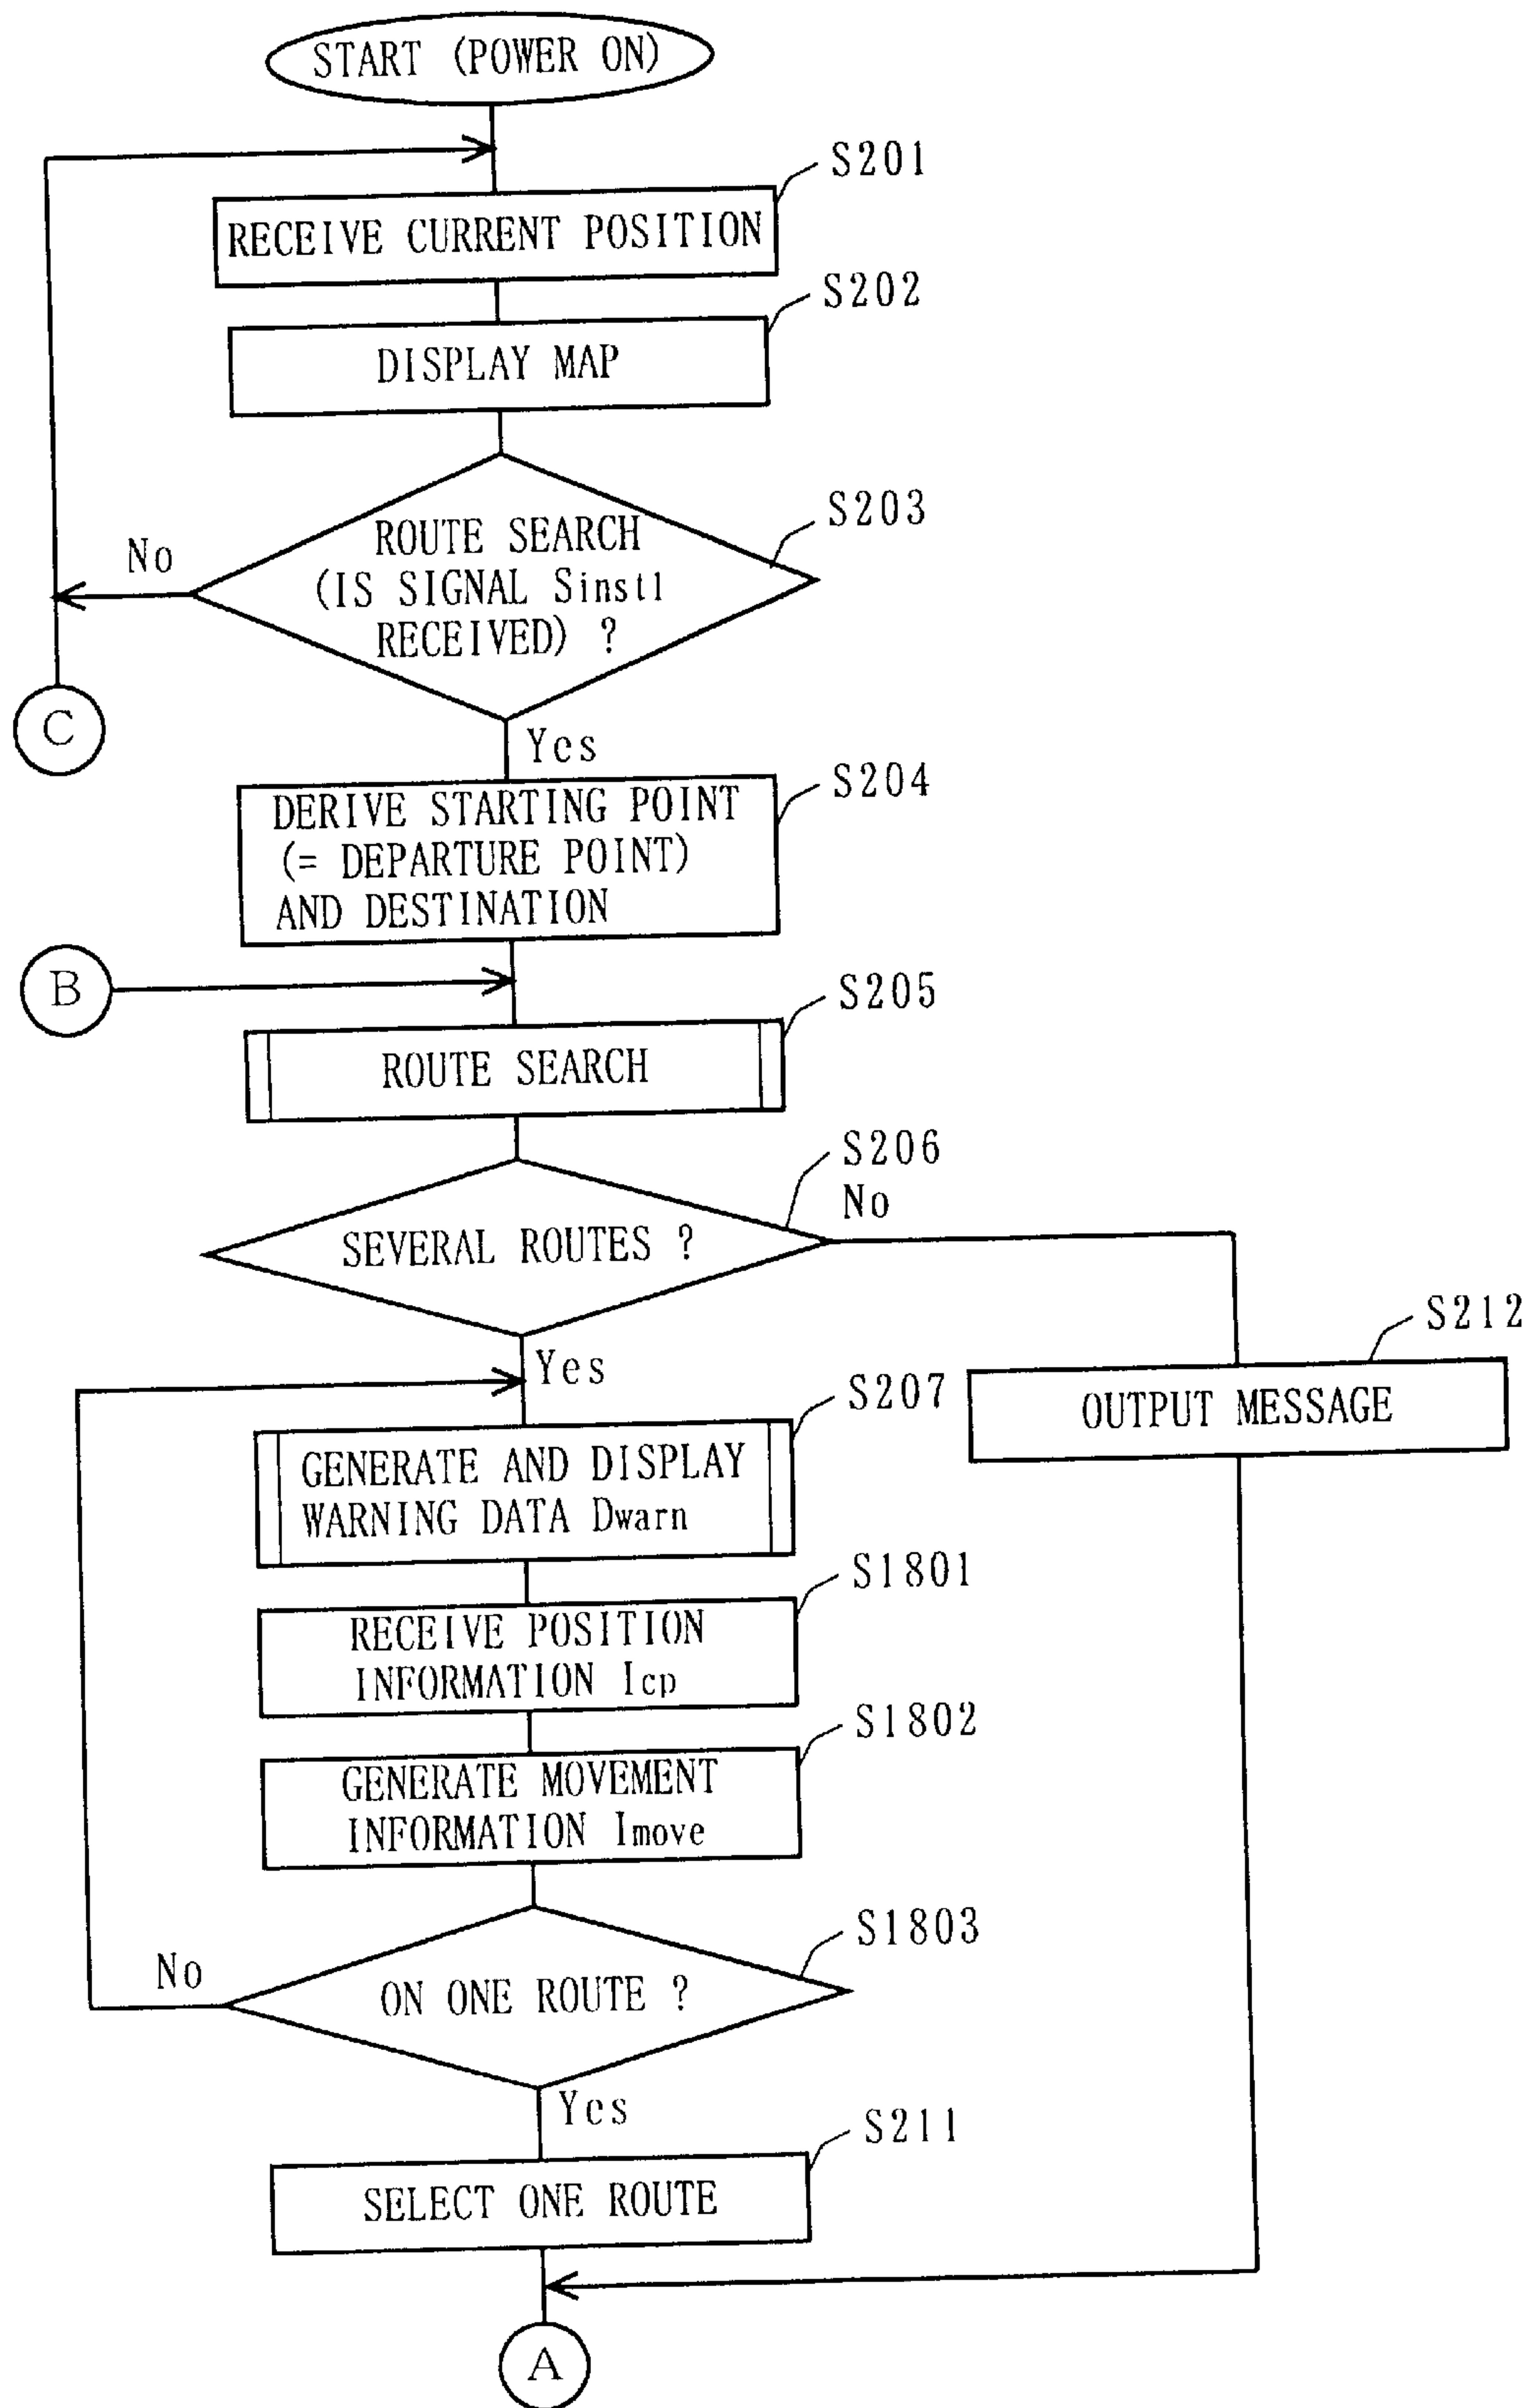 START (POWER ON)
S201
RECEIVE CURRENT POSITION
S202
DISPLAY MAP
S203
No
ROUTE SEARCH
(IS SIGNAL Sinst1
RECEIVED) ?
C
Yes
S204
DERIVE STARTING POINT
(= DEPARTURE POINT)
AND DESTINATION
B
S205
ROUTE SEARCH
S206
No
SEVERAL ROUTES ?
S212
Yes
OUTPUT MESSAGE
S207
GENERATE AND DISPLAY
WARNING DATA Dwarn
S1801
RECEIVE POSITION
INFORMATION Icp
S1802
GENERATE MOVEMENT
INFORMATION Imove
S1803
No
ON ONE ROUTE ?
Yes
S211
SELECT ONE ROUTE
A